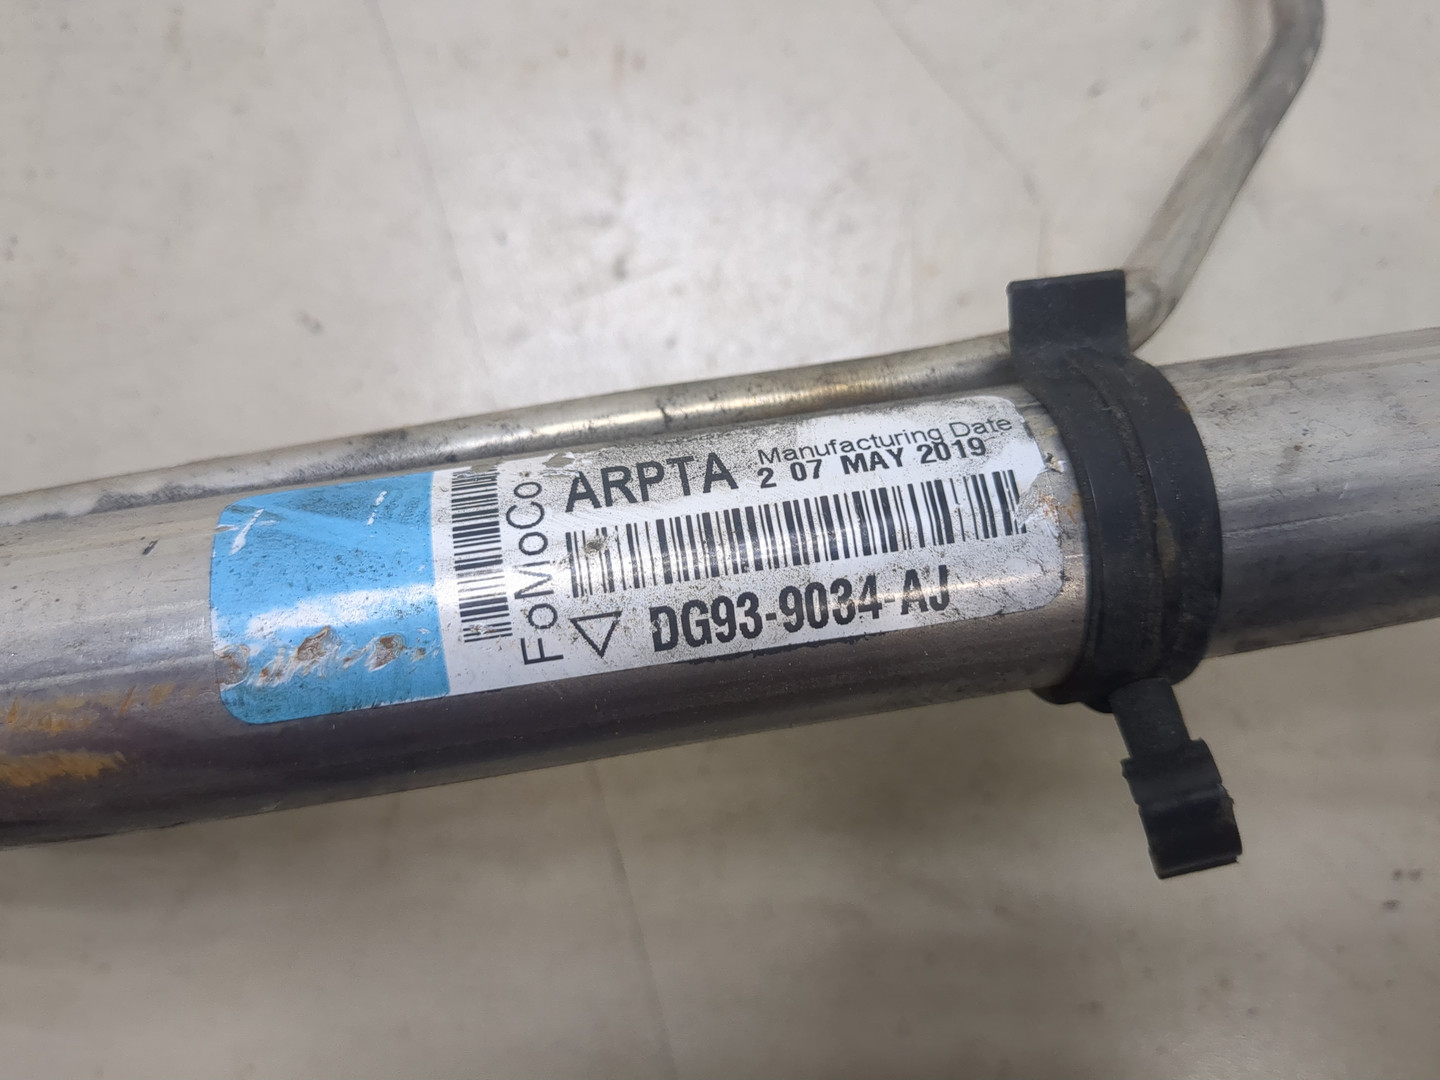 FoMoCo.
ARPTA
Manufacturing Date
2 07 MAY 2019
DG93-9034-AJ